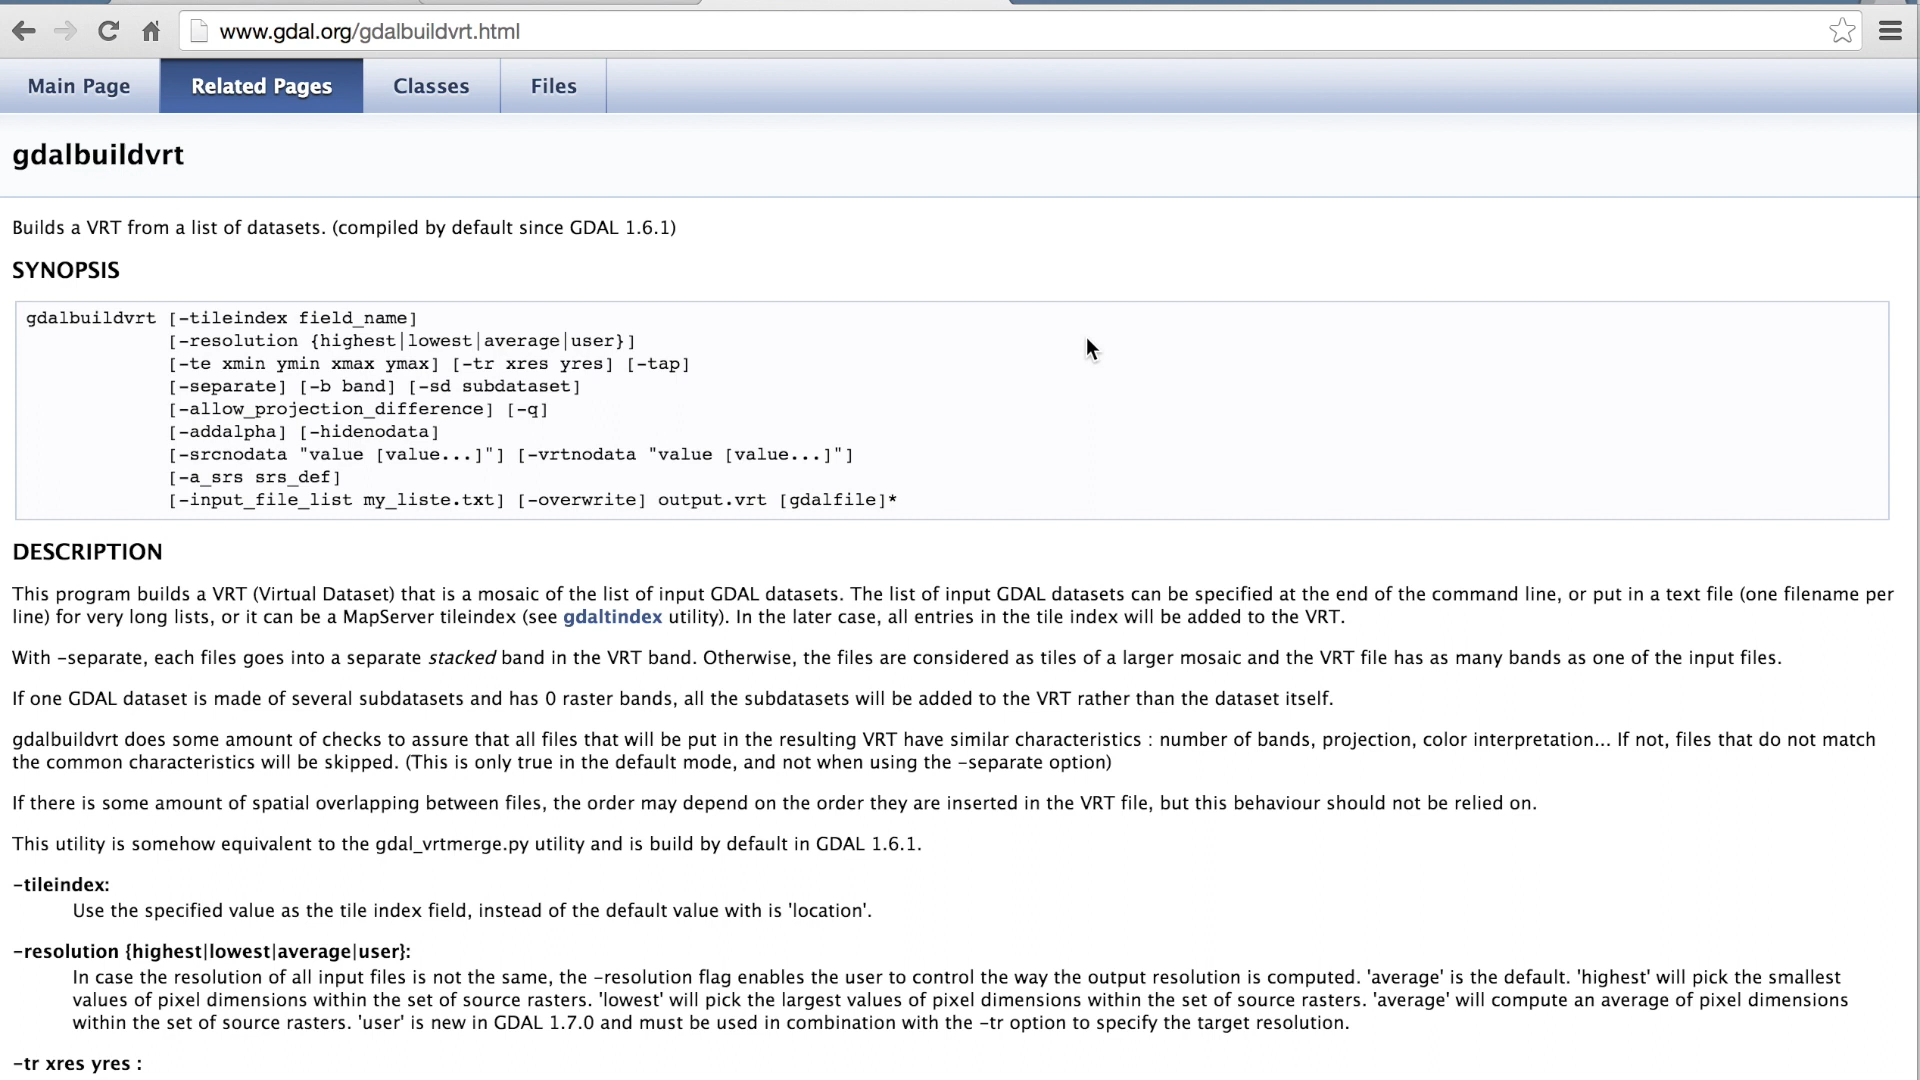 www.gdal.org/gdalbuildvrt.html
Main Page Related Pages Classes Files
gdalbuildvrt
Builds a VRT from a list of datasets. (compiled by default since GDAL 1.6.1)
SYNOPSIS
gdalbuildvrt [-tileindex field_name]
[-resolution {highest|lowest|average|user}]
[-te xmin ymin xmax ymax] [-tr xres yres] [-tap]
[-separate] [-b band] [-sd subdataset]
[-allow_projection_difference] [-q]
[-addalpha] [-hidenodata]
[-srcnodata "value [value...]"] [-vrtnodata "value [value...]"]
[-a_srs srs_def]
[-input_file_list my_liste.txt] [-overwrite] output.vrt [gdalfile]*
DESCRIPTION
This program builds a VRT (Virtual Dataset) that is a mosaic of the list of input GDAL datasets. The list of input GDAL datasets can be specified at the end of the command line, or put in a text file (one filename per
line) for very long lists, or it can be a MapServer tileindex (see gdaltindex utility). In the later case, all entries in the tile index will be added to the VRT.
With -separate, each files goes into a separate stacked band in the VRT band. Otherwise, the files are considered as tiles of a larger mosaic and the VRT file has as many bands as one of the input files.
If one GDAL dataset is made of several subdatasets and has 0 raster bands, all the subdatasets will be added to the VRT rather than the dataset itself.
gdalbuildvrt does some amount of checks to assure that all files that will be put in the resulting VRT have similar characteristics : number of bands, projection, color interpretation... If not, files that do not match
the common characteristics will be skipped. (This is only true in the default mode, and not when using the -separate option)
If there is some amount of spatial overlapping between files, the order may depend on the order they are inserted in the VRT file, but this behaviour should not be relied on.
This utility is somehow equivalent to the gdal_vrtmerge.py utility and is build by default in GDAL 1.6.1.
-tileindex:
Use the specified value as the tile index field, instead of the default value with is 'location'.
-resolution {highest|lowest|average|user}:
In case the resolution of all input files is not the same, the -resolution flag enables the user to control the way the output resolution is computed. 'average' is the default. 'highest' will pick the smallest
values of pixel dimensions within the set of source rasters. 'lowest' will pick the largest values of pixel dimensions within the set of source rasters. 'average' will compute an average of pixel dimensions
within the set of source rasters. 'user' is new in GDAL 1.7.0 and must be used in combination with the -tr option to specify the target resolution.
-tr xres yres :